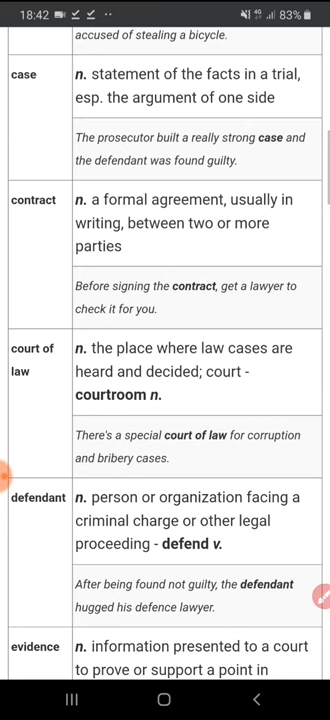 18:42 4G 83%
accused of stealing a bicycle.
case
n. statement of the facts in a trial,
esp. the argument of one side
The prosecutor built a really strong case and
the defendant was found guilty.
contract
n. a formal agreement, usually in
writing, between two or more
parties
Before signing the contract, get a lawyer to
check it for you.
court of
law
n. the place where law cases are
heard and decided; court -
courtroom n.
There's a special court of law for corruption
and bribery cases.
defendant
n. person or organization facing a
criminal charge or other legal
proceeding - defend v.
After being found not guilty, the defendant
hugged his defence lawyer.
evidence
n. information presented to a court
to prove or support a point in